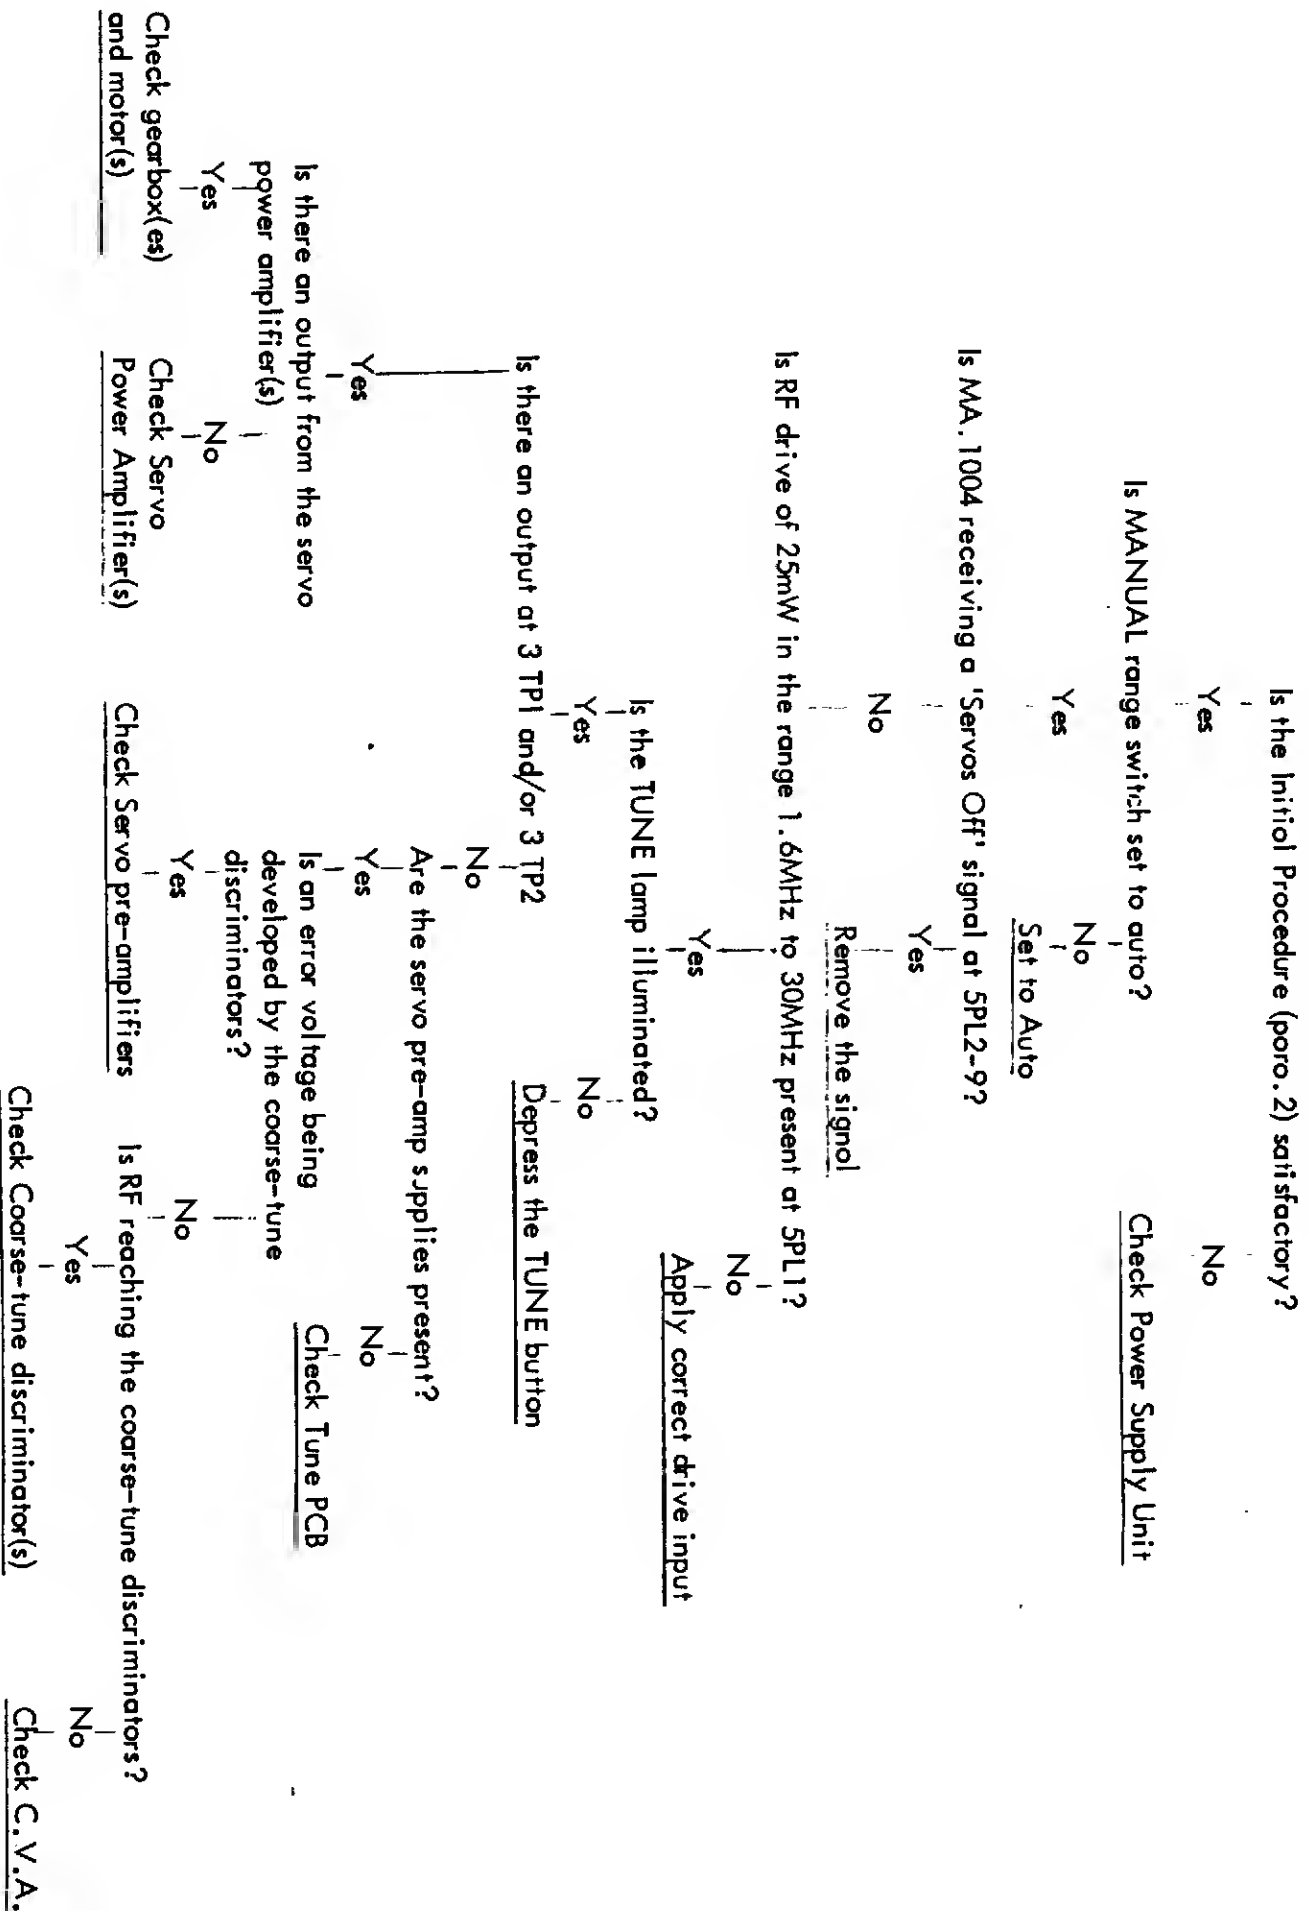 Is the Initiol Procedure (poro. 2) satisfactory?
Yes
No
Is MANUAL range switch set to auto?
Check Power Supply Unit
Yes
No
Set to Auto
Is MA.1004 receiving a 'Servos Off' signal at 5PL2-9?
No
Yes
Remove the signol
Is RF drive of 25mW in the range 1.6MHz to 30MHz present at 5PL1?
Yes
No
Apply correct drive input
Is the TUNE lamp illuminated?
Yes
No
Depress the TUNE button
Is there an output at 3 TP1 and/or 3 TP2
Yes
No
Are the servo pre-amp supplies present?
Yes
No
Is there an output from the servo
power amplifier(s)
Is an error voltage being
developed by the coarse-tune
discriminators?
Check Tune PCB
Yes
No
Yes
No
Check gearbox(es)
and motor(s)
Check Servo
Power Amplifier(s)
Check Servo pre-amplifiers
Is RF reaching the coarse-tune discriminators?
Yes
No
Check Coarse-tune discriminator(s)
Check C.V.A.